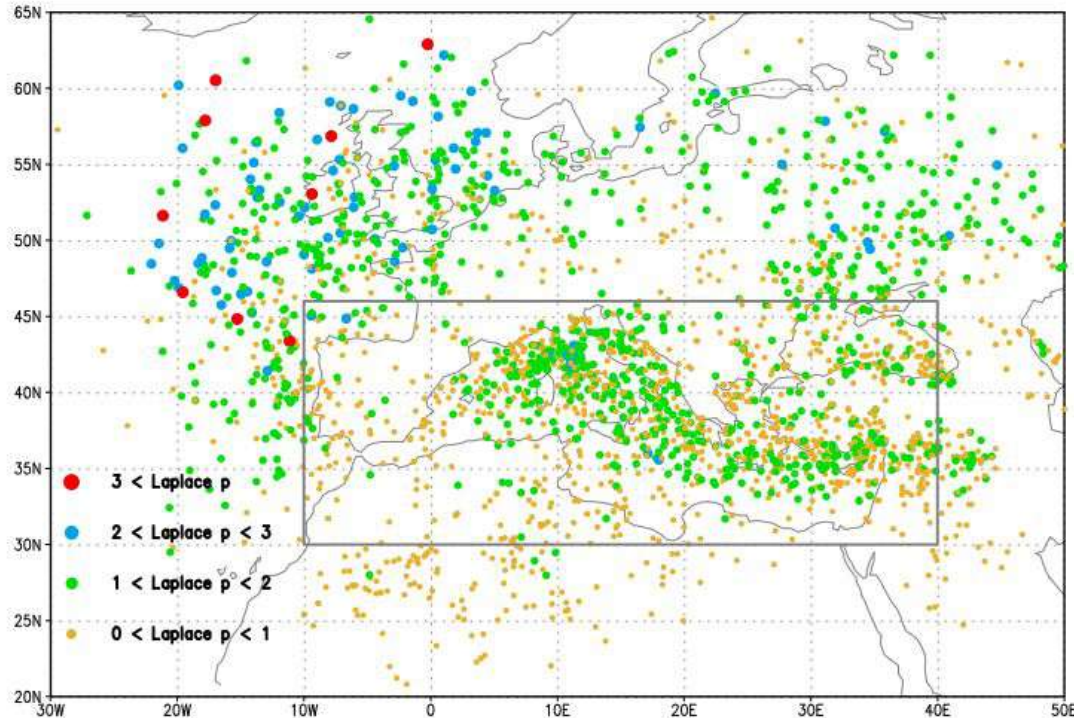 65N
60N
55N
50N
45N
40N
35N
3 < Laplace p
2 < Laplace p < 3
30N
1 < Laplace p < 2
25N
0 < Laplace p < 1
20N
30W 20W 10W 0 10E 20E 30E 40E 50E